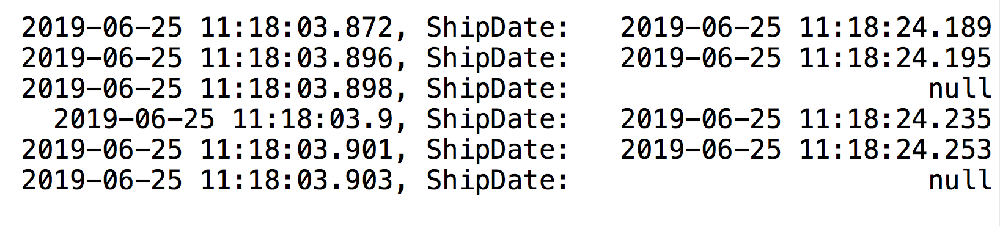 2019-06-25 11:18:03.872, ShipDate:   2019-06-25 11:18:24.189
2019-06-25 11:18:03.896, ShipDate:   2019-06-25 11:18:24.195
2019-06-25 11:18:03.898, ShipDate:                      null
  2019-06-25 11:18:03.9, ShipDate:   2019-06-25 11:18:24.235
2019-06-25 11:18:03.901, ShipDate:   2019-06-25 11:18:24.253
2019-06-25 11:18:03.903, ShipDate:                      null